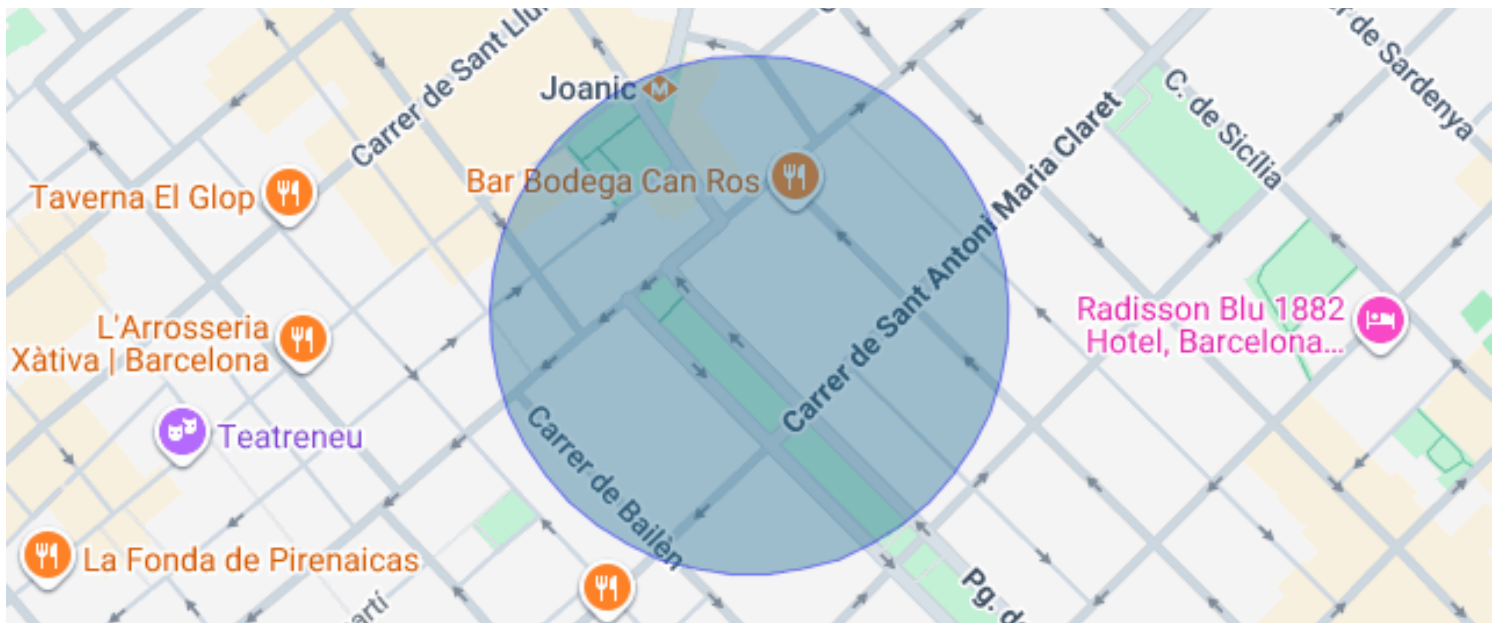 Carrer de Sant Llu
Joanic
M
r de Sardenya
C. de Sicília
Bar Bodega Can Ros
Taverna El Glop
Carrer de Sant Antoni Maria Claret
L'Arrosseria
Xàtiva | Barcelona
Radisson Blu 1882
Hotel, Barcelona...
Teatreneu
Carrer de Bailèn
La Fonda de Pirenaicas
Pg. d
artí